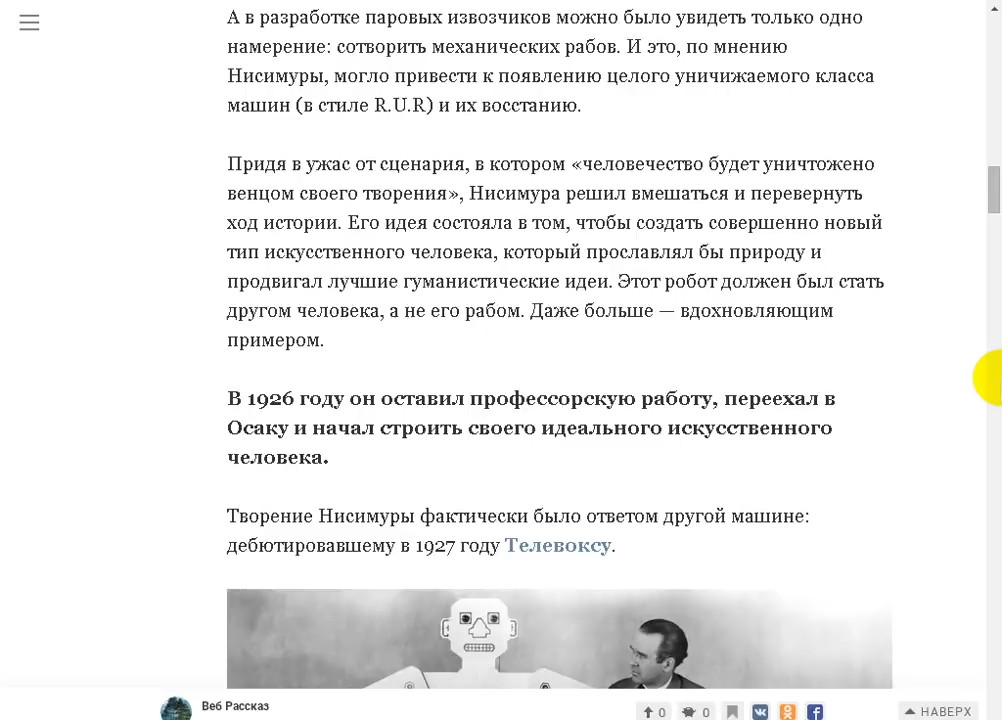 А в разработке паровых извозчиков можно было увидеть только одно
намерение: сотворить механических рабов. И это, по мнению
Нисимуры, могло привести к появлению целого уничижаемого класса
машин (в стиле R.U.R) и их восстанию.
Придя в ужас от сценария, в котором «человечество будет уничтожено
венцом своего творения», Нисимура решил вмешаться и перевернуть
ход истории. Его идея состояла в том, чтобы создать совершенно новый
тип искусственного человека, который прославлял бы природу и
продвигал лучшие гуманистические идеи. Этот робот должен был стать
другом человека, а не его рабом. Даже больше — вдохновляющим
примером.
В 1926 году он оставил профессорскую работу, переехал в
Осаку и начал строить своего идеального искусственного
человека.
Творение Нисимуры фактически было ответом другой машине:
дебютировавшему в 1927 году Телевоксу.
Веб Рассказ
0 0 НАВЕРХ